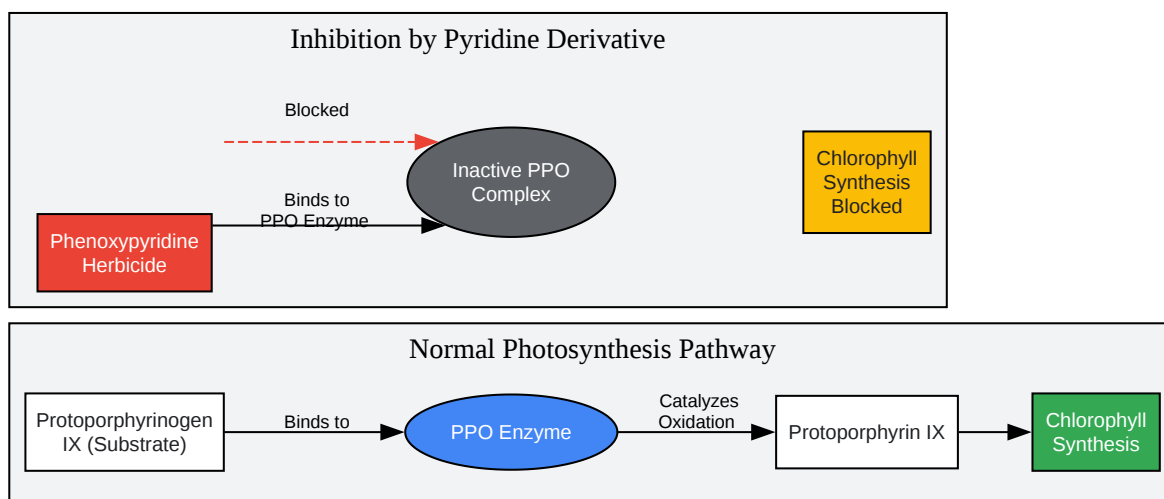 Inhibition by Pyridine Derivative
Blocked
Inactive PPO
Complex
Chlorophyll
Synthesis
Blocked
Binds to
PPO Enzyme
Phenoxypyridine
Herbicide
Normal Photosynthesis Pathway
Protoporphyrinogen
IX (Substrate)
Binds to
PPO Enzyme
Catalyzes
Oxidation
Protoporphyrin IX
Chlorophyll
Synthesis